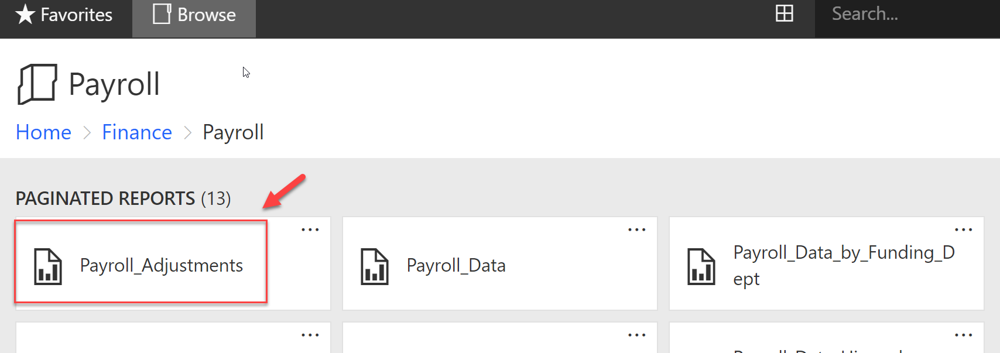 Favorites
Browse
Search...
Payroll
Home > Finance > Payroll
PAGINATED REPORTS (13)
Payroll_Adjustments
Payroll_Data
Payroll_Data_by_Funding_D
ept